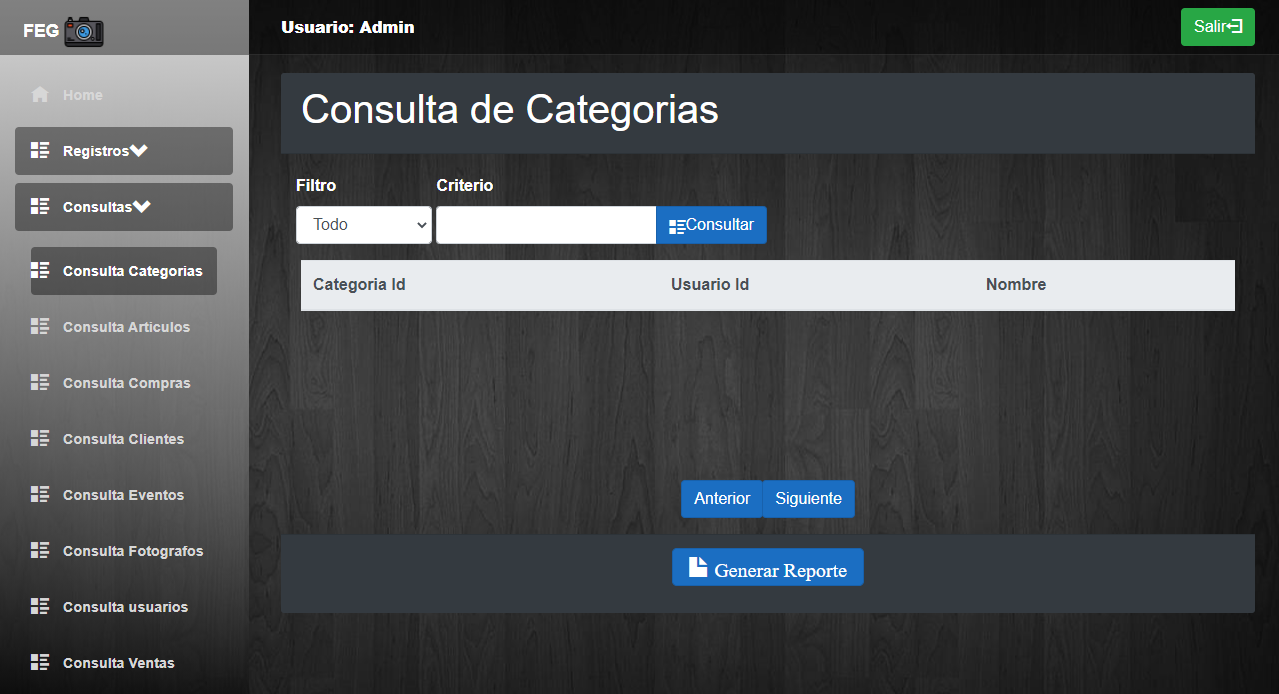 FEG
Usuario: Admin
Salir
Home
Registros
Consultas
Consulta Categorias
Consulta Articulos
Consulta Compras
Consulta Clientes
Consulta Eventos
Consulta Fotografos
Consulta usuarios
Consulta Ventas
Consulta de Categorias
Filtro Criterio
Todo Consultar
Categoria Id Usuario Id Nombre
Anterior Siguiente
Generar Reporte